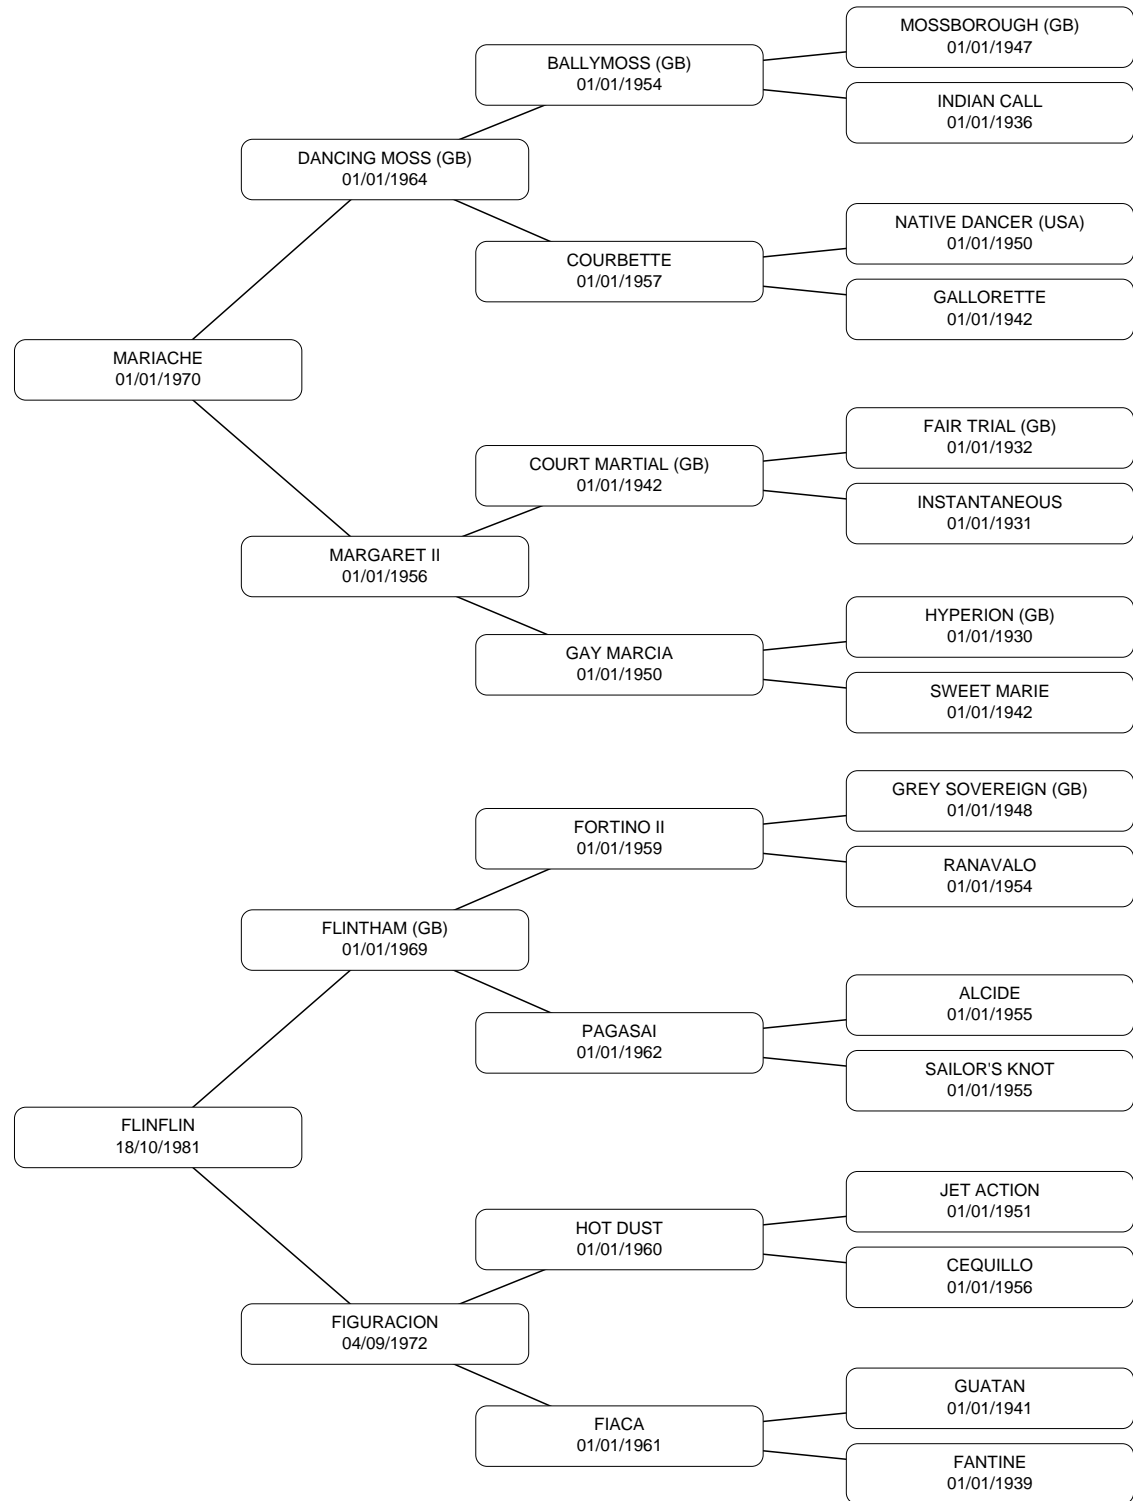 MOSSBOROUGH (GB)
01/01/1947
BALLYMOSS (GB)
01/01/1954
INDIAN CALL
01/01/1936
DANCING MOSS (GB)
01/01/1964
NATIVE DANCER (USA)
01/01/1950
COURBETTE
01/01/1957
GALLORETTE
01/01/1942
MARIACHE
01/01/1970
FAIR TRIAL (GB)
01/01/1932
COURT MARTIAL (GB)
01/01/1942
INSTANTANEOUS
01/01/1931
MARGARET II
01/01/1956
HYPERION (GB)
01/01/1930
GAY MARCIA
01/01/1950
SWEET MARIE
01/01/1942
GREY SOVEREIGN (GB)
01/01/1948
FORTINO II
01/01/1959
RANAVALO
01/01/1954
FLINTHAM (GB)
01/01/1969
ALCIDE
01/01/1955
PAGASAI
01/01/1962
SAILOR'S KNOT
01/01/1955
FLINFLIN
18/10/1981
JET ACTION
01/01/1951
HOT DUST
01/01/1960
CEQUILLO
01/01/1956
FIGURACION
04/09/1972
GUATAN
01/01/1941
FIACA
01/01/1961
FANTINE
01/01/1939